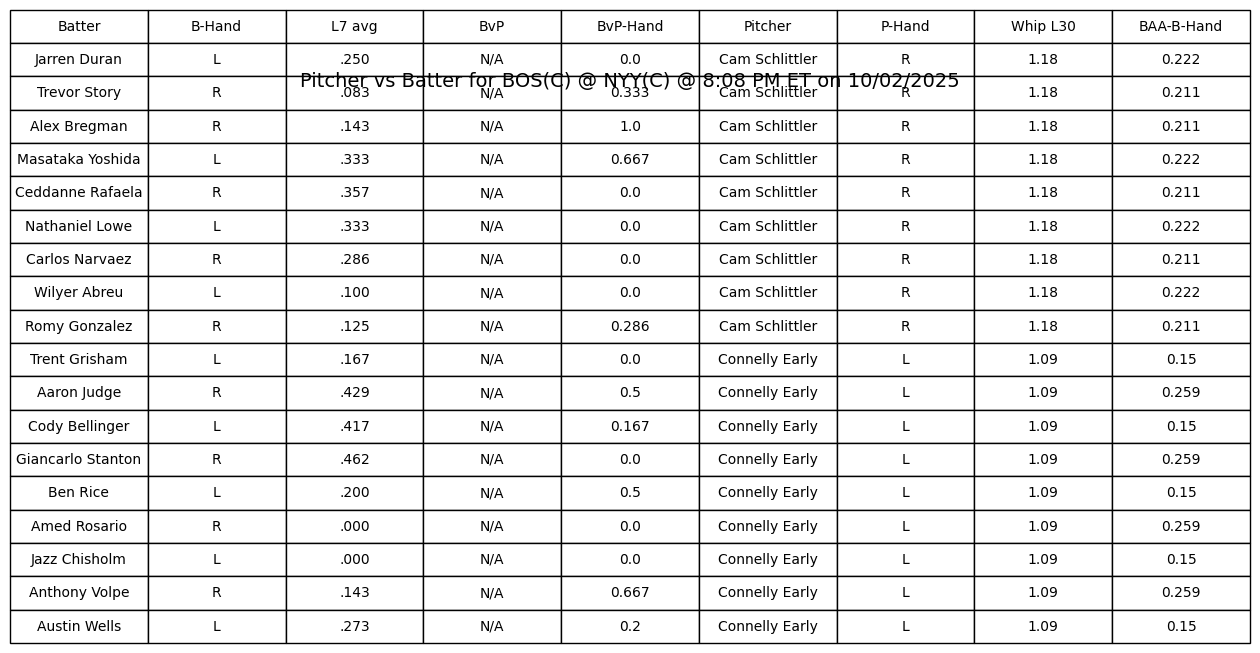 Batter B-Hand L7 avg BvP BvP-Hand Pitcher P-Hand Whip L30 BAA-B-Hand
Jarren Duran L .250 N/A 0.0 Cam Schlittler R 1.18 0.222
Pitcher vs Batter for BOS(C) @ NYY(C) @ 8:08 PM ET on 10/02/2025
Trevor Story R .083 N/A 0.333 Cam Schlittler R 1.18 0.211
Alex Bregman R .143 N/A 1.0 Cam Schlittler R 1.18 0.211
Masataka Yoshida L .333 N/A 0.667 Cam Schlittler R 1.18 0.222
Ceddanne Rafaela R .357 N/A 0.0 Cam Schlittler R 1.18 0.211
Nathaniel Lowe L .333 N/A 0.0 Cam Schlittler R 1.18 0.222
Carlos Narvaez R .286 N/A 0.0 Cam Schlittler R 1.18 0.211
Wilyer Abreu L .100 N/A 0.0 Cam Schlittler R 1.18 0.222
Romy Gonzalez R .125 N/A 0.286 Cam Schlittler R 1.18 0.211
Trent Grisham L .167 N/A 0.0 Connelly Early L 1.09 0.15
Aaron Judge R .429 N/A 0.5 Connelly Early L 1.09 0.259
Cody Bellinger L .417 N/A 0.167 Connelly Early L 1.09 0.15
Giancarlo Stanton R .462 N/A 0.0 Connelly Early L 1.09 0.259
Ben Rice L .200 N/A 0.5 Connelly Early L 1.09 0.15
Amed Rosario R .000 N/A 0.0 Connelly Early L 1.09 0.259
Jazz Chisholm L .000 N/A 0.0 Connelly Early L 1.09 0.15
Anthony Volpe R .143 N/A 0.667 Connelly Early L 1.09 0.259
Austin Wells L .273 N/A 0.2 Connelly Early L 1.09 0.15